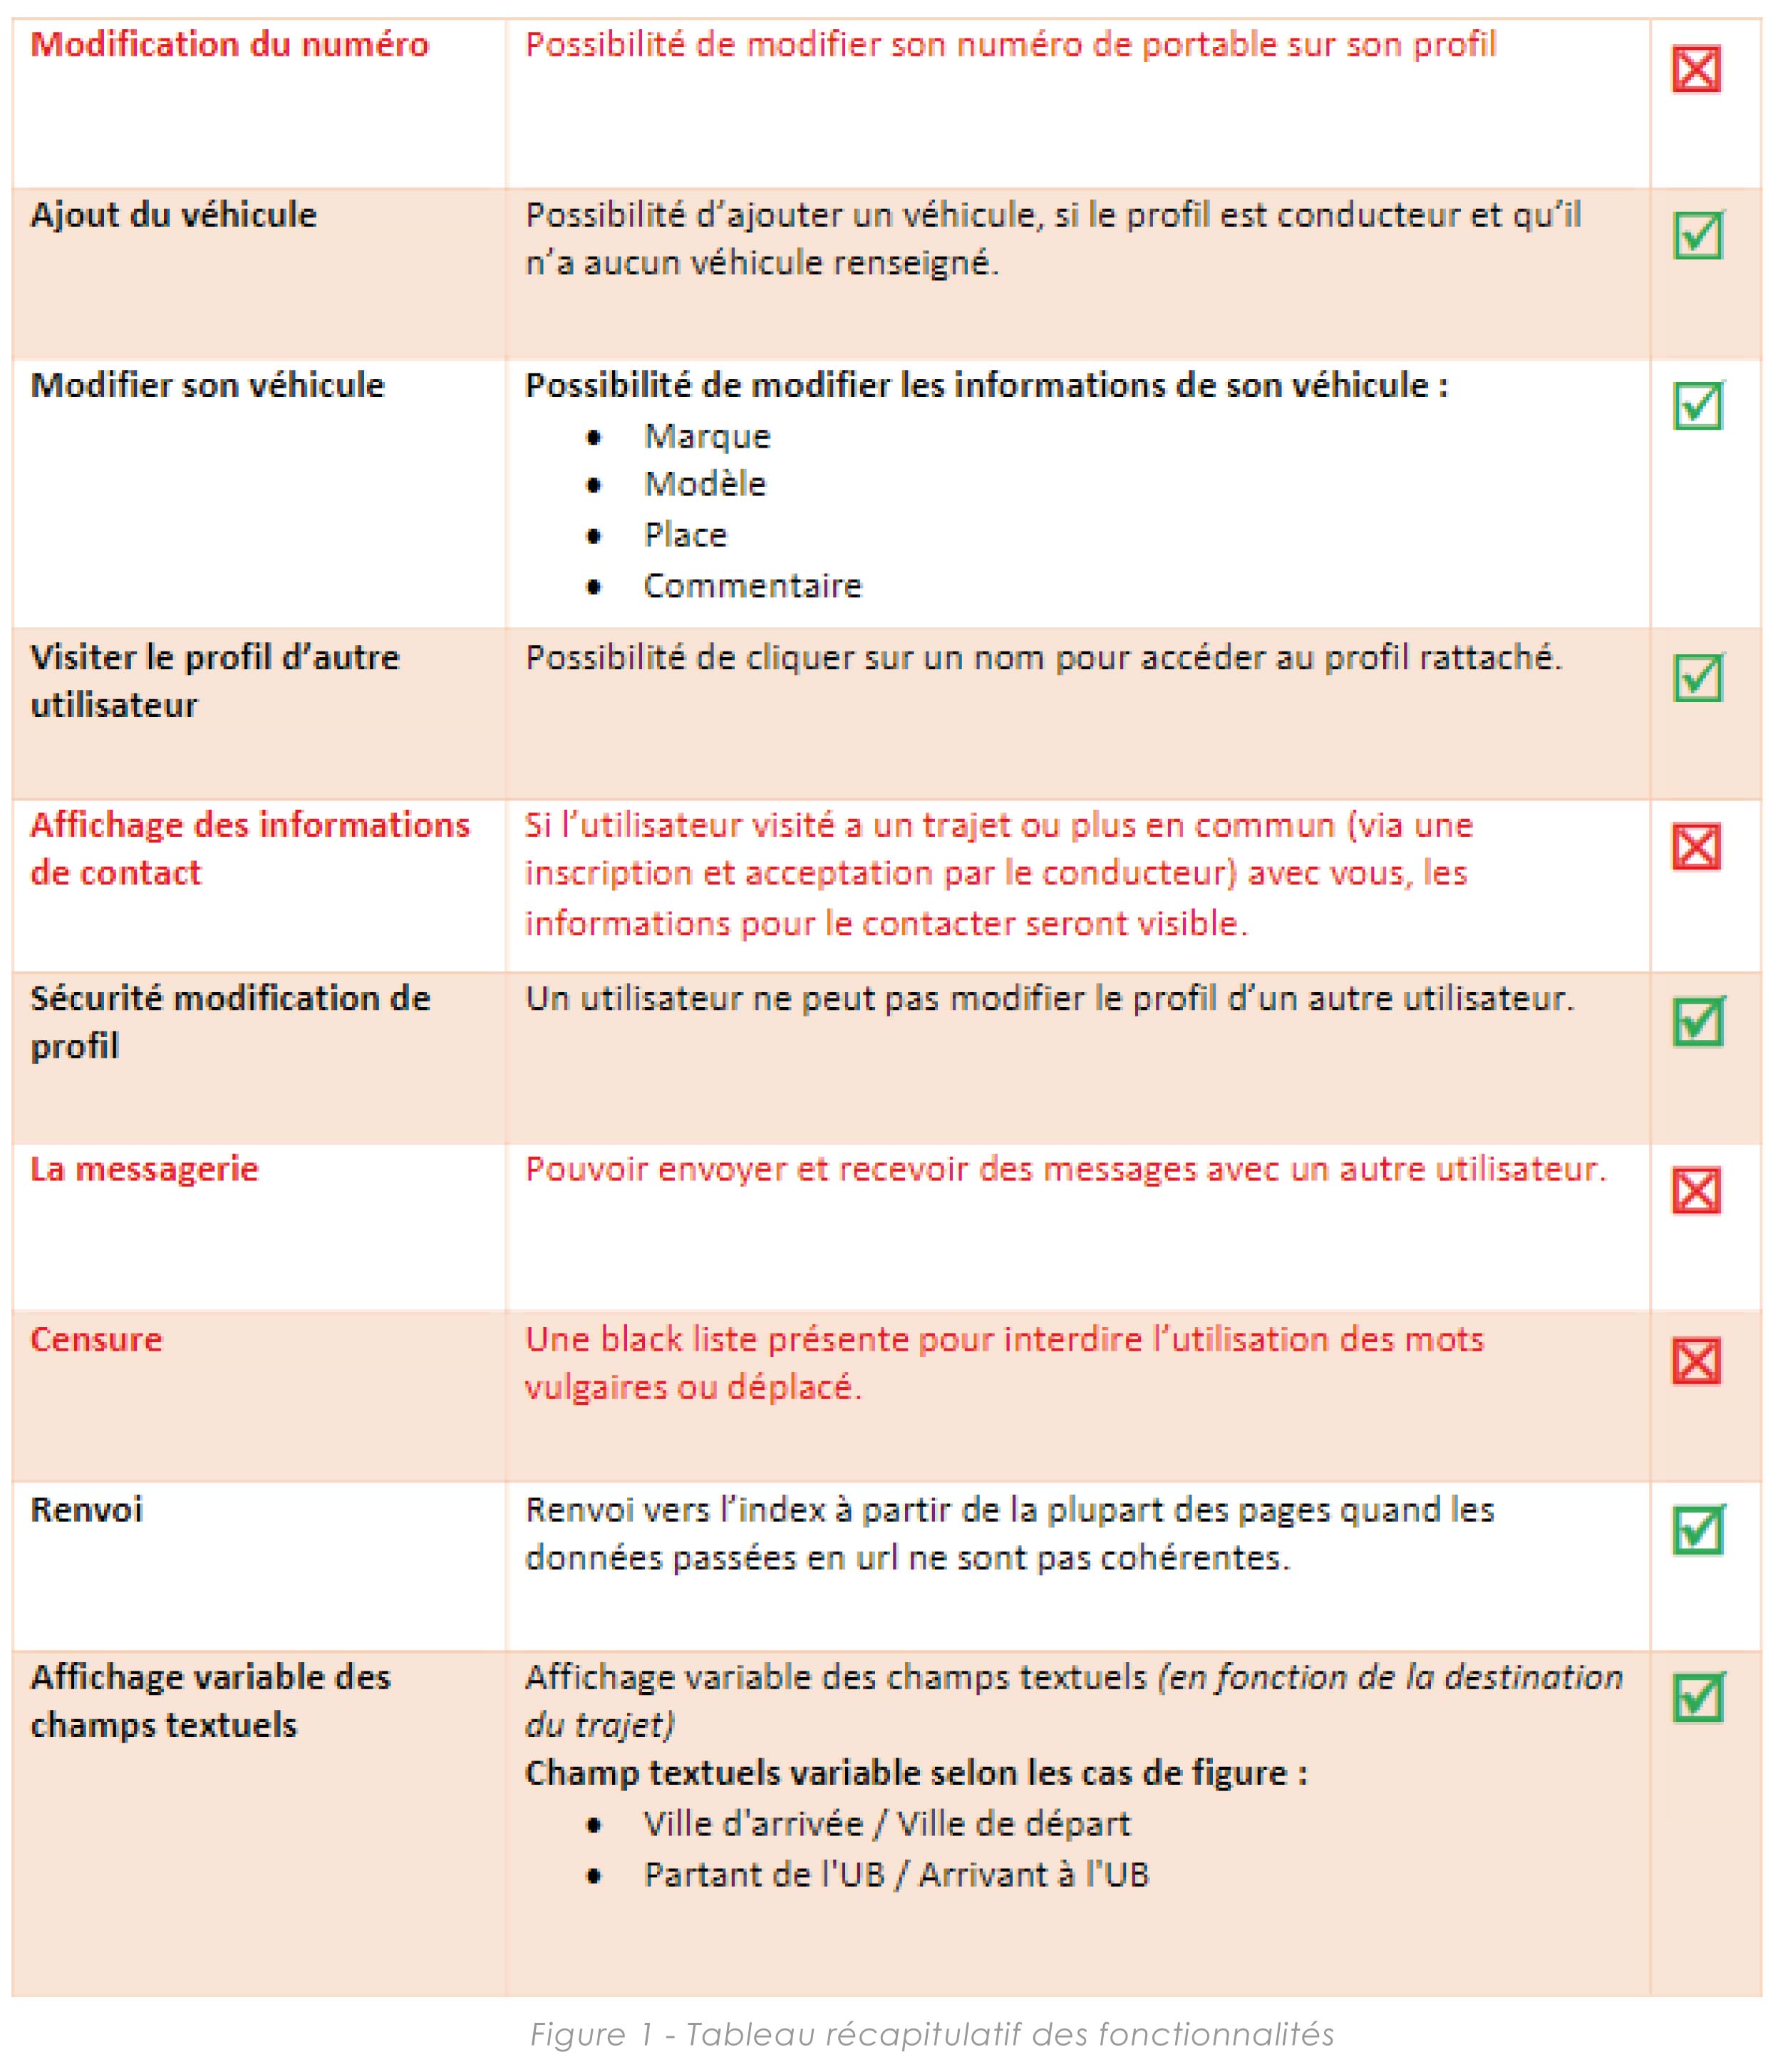 Modification du numéro
Possibilité de modifier son numéro de portable sur son profil
Ajout du véhicule
Possibilité d’ajouter un véhicule, si le profil est conducteur et qu’il
n’a aucun véhicule renseigné.
Modifier son véhicule
Possibilité de modifier les informations de son véhicule :
• Marque
• Modèle
• Place
• Commentaire
Visiter le profil d’autre
utilisateur
Possibilité de cliquer sur un nom pour accéder au profil rattaché.
Affichage des informations
de contact
Si l’utilisateur visité a un trajet ou plus en commun (via une
inscription et acceptation par le conducteur) avec vous, les
informations pour le contacter seront visible.
Sécurité modification de
profil
Un utilisateur ne peut pas modifier le profil d’un autre utilisateur.
La messagerie
Pouvoir envoyer et recevoir des messages avec un autre utilisateur.
Censure
Une black liste présente pour interdire l’utilisation des mots
vulgaires ou déplacé.
Renvoi
Renvoi vers l’index à partir de la plupart des pages quand les
données passées en url ne sont pas cohérentes.
Affichage variable des
champs textuels
Affichage variable des champs textuels (en fonction de la destination
du trajet)
Champ textuels variable selon les cas de figure :
• Ville d'arrivée / Ville de départ
• Partant de l'UB / Arrivant à l'UB
Figure 1 - Tableau récapitulatif des fonctionnalités